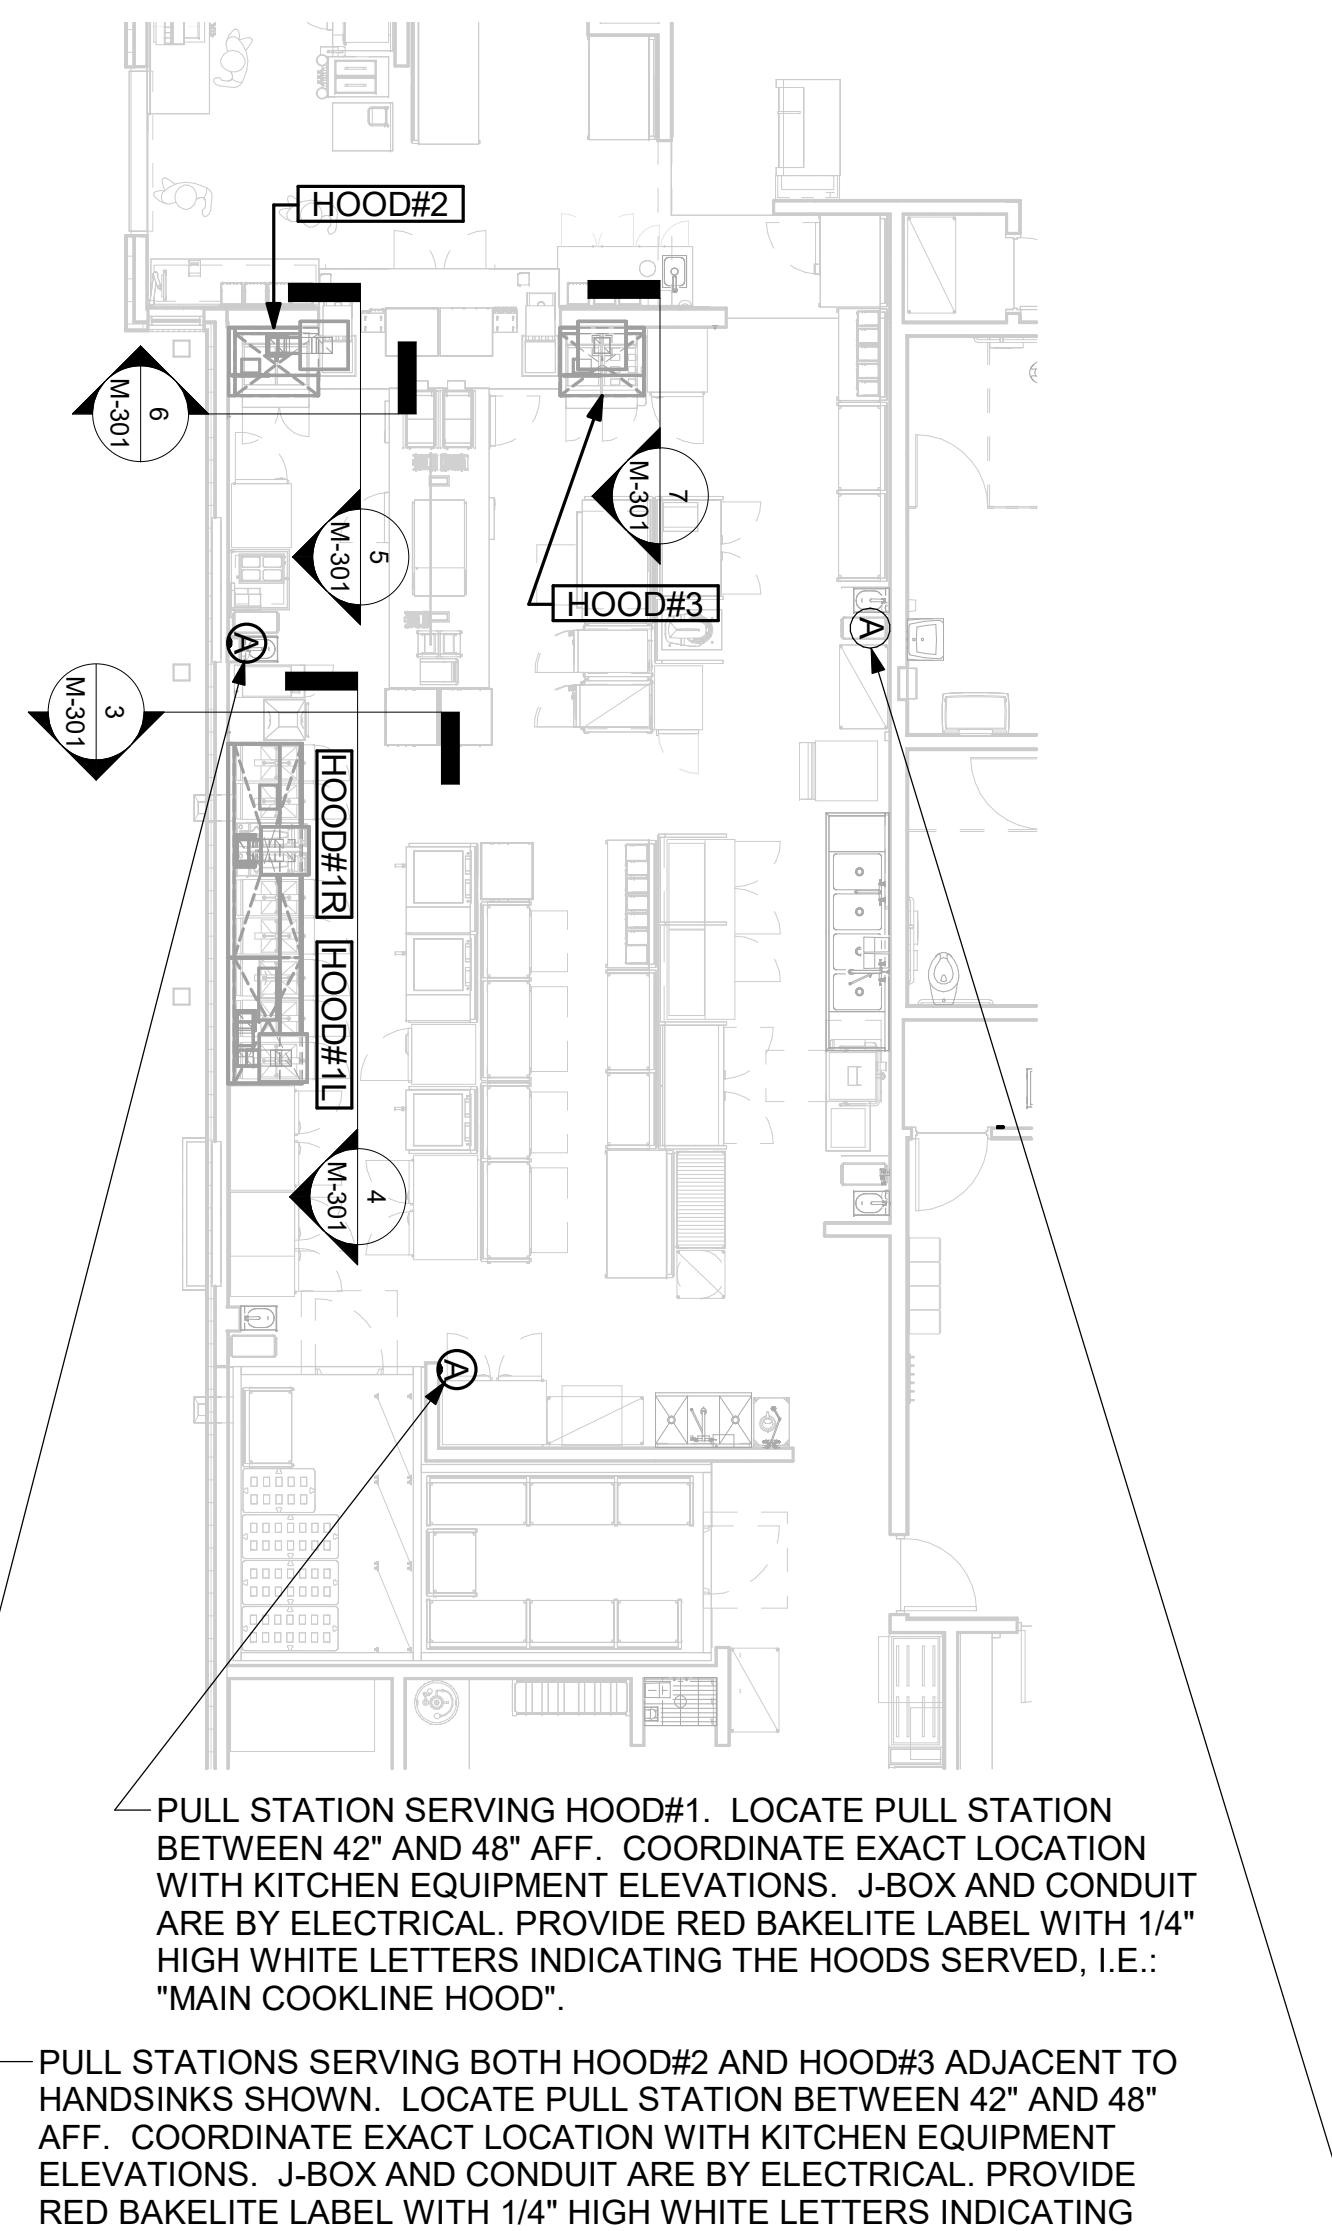 HOOD#2
6
M-301
7
M-301
5
M-301
HOOD#3
A
A
3
M-301
HOOD#1R
HOOD#1L
4
M-301
A
PULL STATION SERVING HOOD#1.  LOCATE PULL STATION
BETWEEN 42" AND 48" AFF.  COORDINATE EXACT LOCATION
WITH KITCHEN EQUIPMENT ELEVATIONS.  J-BOX AND CONDUIT
ARE BY ELECTRICAL. PROVIDE RED BAKELITE LABEL WITH 1/4"
HIGH WHITE LETTERS INDICATING THE HOODS SERVED, I.E.:
"MAIN COOKLINE HOOD".
PULL STATIONS SERVING BOTH HOOD#2 AND HOOD#3 ADJACENT TO
HANDSINKS SHOWN.  LOCATE PULL STATION BETWEEN 42" AND 48"
AFF.  COORDINATE EXACT LOCATION WITH KITCHEN EQUIPMENT
ELEVATIONS.  J-BOX AND CONDUIT ARE BY ELECTRICAL. PROVIDE
RED BAKELITE LABEL WITH 1/4" HIGH WHITE LETTERS INDICATING